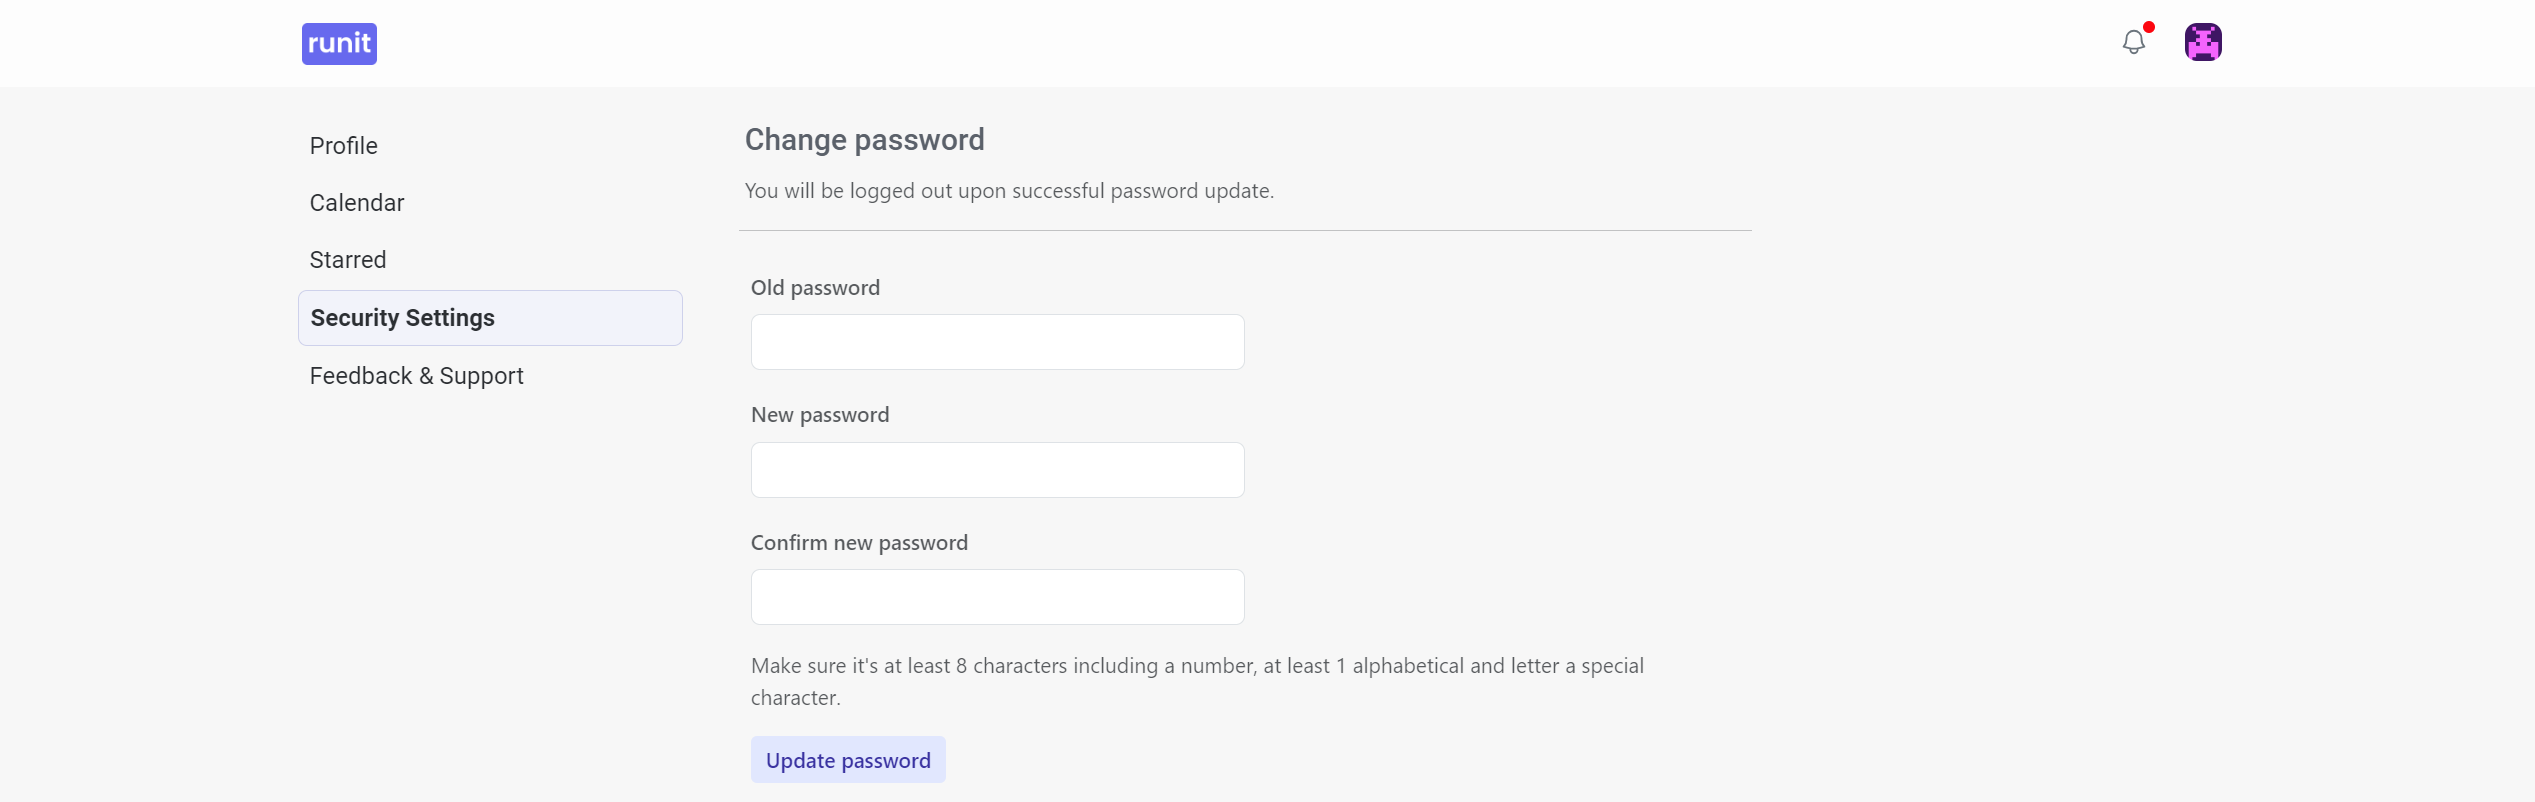 runit
Profile
Calendar
Starred
Security Settings
Feedback & Support
Change password
You will be logged out upon successful password update.
Old password
New password
Confirm new password
Make sure it's at least 8 characters including a number, at least 1 alphabetical and letter a special
character.
Update password